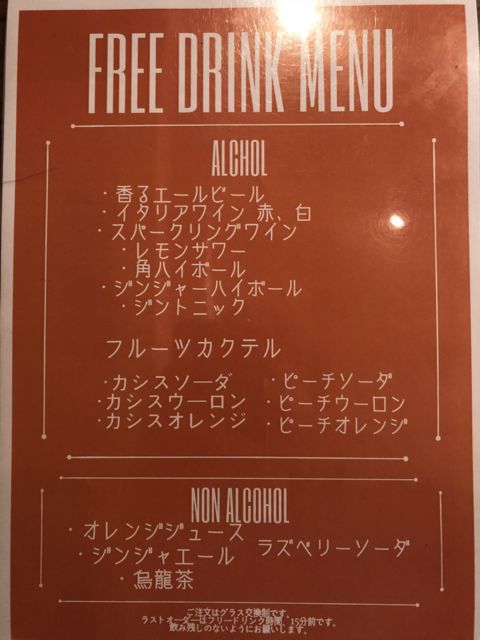 FREE DRINK MENU
ALCHOL
・香るエールビール
・イタリアワイン 赤、白
・スパークリングワイン
・レモンサワー
・角ハイボール
・ジンジャーハイボール
・ジントニック
フルーツカクテル
・カシスソーダ
・ピーチソーダ
・カシスウーロン
・ピーチウーロン
・カシスオレンジ
・ピーチオレンジ
NON ALCOHOL
・オレンジジュース
・ジンジャエール
ラズベリーソーダ
・烏龍茶
ご注文はグラス交換制です。
ラストオーダーはフリードリンク時間、15分前です。
飲み残しのないようにお願いします。